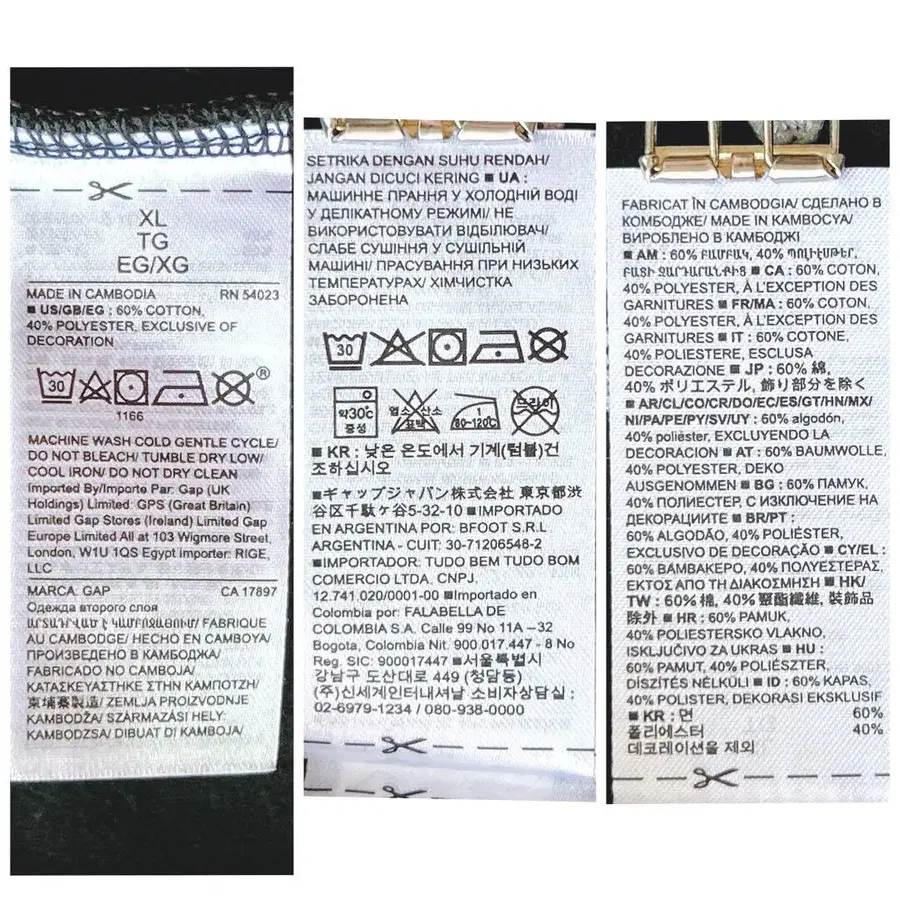 XL
TG
EG/XG
MADE IN CAMBODIA RN 54023
■ US/GB/EG : 60% COTTON,
40% POLYESTER, EXCLUSIVE OF
DECORATION
30 ®
1166
MACHINE WASH COLD GENTLE CYCLE/
DO NOT BLEACH/ TUMBLE DRY LOW/
COOL IRON/ DO NOT DRY CLEAN
Imported By/Importe Par: Gap (UK
Holdings) Limited: GPS (Great Britain)
Limited Gap Stores (Ireland) Limited Gap
Europe Limited All at 103 Wigmore Street,
London, W1U 1QS Egypt importer: RIGE,
LLC
MARCA. GAP CA 17897
Одежда второго слоя
ԱՐՏԱԴՐՎԱԾ Է ԿԱՄԲՈՋԱՅՈՒՄ/ FABRIQUE
AU CAMBODGE/ HECHO EN CAMBOYA/
ПРОИЗВЕДЕНО В КАМБОДЖА/
FABRICADO NO CAMBOJA/
ΚΑΤΑΣΚΕΥΑΣΤΗΚΕ ΣΤΗΝ ΚΑΜΠΟΤΖΗ/
柬埔寨製造/ ZEMLJA PROIZVODNJE
KAMBODŽA/ SZÁRMAZÁSI HELY:
KAMBODZSA/ DIBUAT DI KAMBOJA/
SETRIKA DENGAN SUHU RENDAH/
JANGAN DICUCI KERING ■ UA :
МАШИННЕ ПРАННЯ У ХОЛОДНІЙ ВОДІ
У ДЕЛІКАТНОМУ РЕЖИМІ/ НЕ
ВИКОРИСТОВУВАТИ ВІДБІЛЮВАЧ/
СЛАБЕ СУШІННЯ У СУШИЛЬНІЙ
МАШИНІ/ ПРАСУВАННЯ ПРИ НИЗЬКИХ
ТЕМПЕРАТУРАХ/ ХІМЧИСТКА
ЗАБОРОНЕНА
30
약30℃ 중성 염소 산소 표백 1 80~120℃ 드라이
■ KR : 낮은 온도에서 기계(텀블)건
조하십시오
■ギャップジャパン株式会社 東京都渋
谷区千駄ヶ谷5-32-10 ■IMPORTADO
EN ARGENTINA POR: BFOOT S.R.L
ARGENTINA - CUIT: 30-71206548-2
■IMPORTADOR: TUDO BEM TUDO BOM
COMERCIO LTDA. CNPJ.
12.741.020/0001-00 ■Importado en
Colombia por: FALABELLA DE
COLOMBIA S.A. Calle 99 No 11A –32
Bogota, Colombia Nit. 900.017.447 - 8 No
Reg. SIC: 900017447 ■서울특별시
강남구 도산대로 449 (청담동)
(주)신세계인터내셔날 소비자상담실 :
02-6979-1234 / 080-938-0000
FABRICAT ÎN CAMBODGIA/ СДЕЛАНО В
КОМБОДЖЕ/ MADE IN KAMBOCYA/
ВИРОБЛЕНО В КАМБОДЖІ
■ AM : 60% ԲԱՄԲԱԿ, 40% ՊՈԼԻԷՍԹԵՐ,
ԲԱՑԻ ԶԱՐԴԱՐԱՆՔԻՑ ■ CA : 60% COTON,
40% POLYESTER, À L'EXCEPTION DES
GARNITURES ■ FR/MA : 60% COTON,
40% POLYESTER, À L'EXCEPTION DES
GARNITURES ■ IT : 60% COTONE,
40% POLIESTERE, ESCLUSA
DECORAZIONE ■ JP : 60% 綿,
40% ポリエステル, 飾り部分を除く
■ AR/CL/CO/CR/DO/EC/ES/GT/HN/MX/
NI/PA/PE/PY/SV/UY : 60% algodón,
40% poliéster, EXCLUYENDO LA
DECORACION ■ AT : 60% BAUMWOLLE,
40% POLYESTER, DEKO
AUSGENOMMEN ■ BG : 60% ПАМУК,
40% ПОЛИЕСТЕР, С ИЗКЛЮЧЕНИЕ НА
ДЕКОРАЦИИТЕ ■ BR/PT :
60% ALGODÃO, 40% POLIÉSTER,
EXCLUSIVO DE DECORAÇÃO ■ CY/EL :
60% ΒΑΜΒΑΚΕΡΟ, 40% ΠΟΛΥΕΣΤΕΡΑΣ,
ΕΚΤΟΣ ΑΠΟ ΤΗ ΔΙΑΚΟΣΜΗΣΗ ■ HK/
TW : 60% 棉, 40% 聚酯纖維, 裝飾品
除外 ■ HR : 60% PAMUK,
40% POLIESTERSKO VLAKNO,
ISKLJUČIVO ZA UKRAS ■ HU :
60% PAMUT, 40% POLIÉSZTER,
DÍSZÍTÉS NÉLKÜLI ■ ID : 60% KAPAS,
40% POLISTER, DEKORASI EKSKLUSIF
■ KR : 면 60%
폴리에스터 40%
데코레이션을 제외